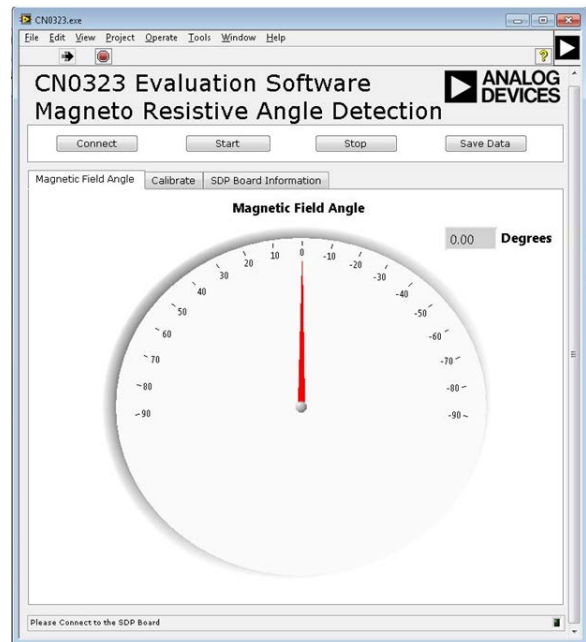 CN0323.exe
File Edit View Project Operate Tools Window Help
?
CN0323 Evaluation Software
Magneto Resistive Angle Detection
ANALOG
DEVICES
Connect Start Stop Save Data
Magnetic Field Angle Calibrate SDP Board Information
Magnetic Field Angle
0.00 Degrees
0
10 -10
20 -20
30 -30
40 -40
50 -50
60 -60
70 -70
80 -80
90 -90
Please Connect to the SDP Board